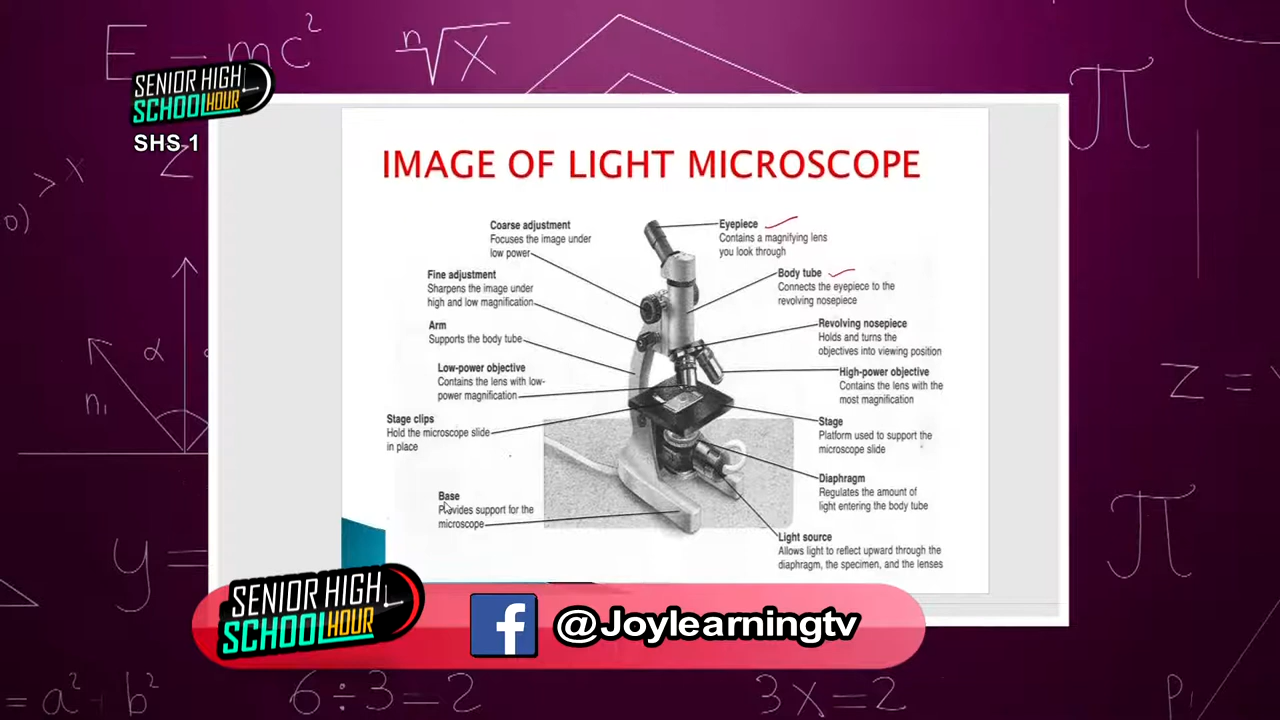 E = mc²
ⁿ√X
SENIOR HIGH
SCHOOL HOUR
SHS 1
IMAGE OF LIGHT MICROSCOPE
Coarse adjustment
Focuses the image under
low power
Fine adjustment
Sharpens the image under
high and low magnification
Arm
Supports the body tube
Low-power objective
Contains the lens with low-
power magnification
Stage clips
Hold the microscope slide
in place
Base
Provides support for the
microscope
Eyepiece
Contains a magnifying lens
you look through
Body tube
Connects the eyepiece to the
revolving nosepiece
Revolving nosepiece
Holds and turns the
objectives into viewing position
High-power objective
Contains the lens with the
most magnification
Stage
Platform used to support the
microscope slide
Diaphragm
Regulates the amount of
light entering the body tube
Light source
Allows light to reflect upward through the
diaphragm, the specimen, and the lenses
π
z
> x
α
n₁
z =
π
y =
SENIOR HIGH
SCHOOL HOUR
f @Joylearningtv
= a² + b²
6 ÷ 3 = 2
3x = 2
P₁